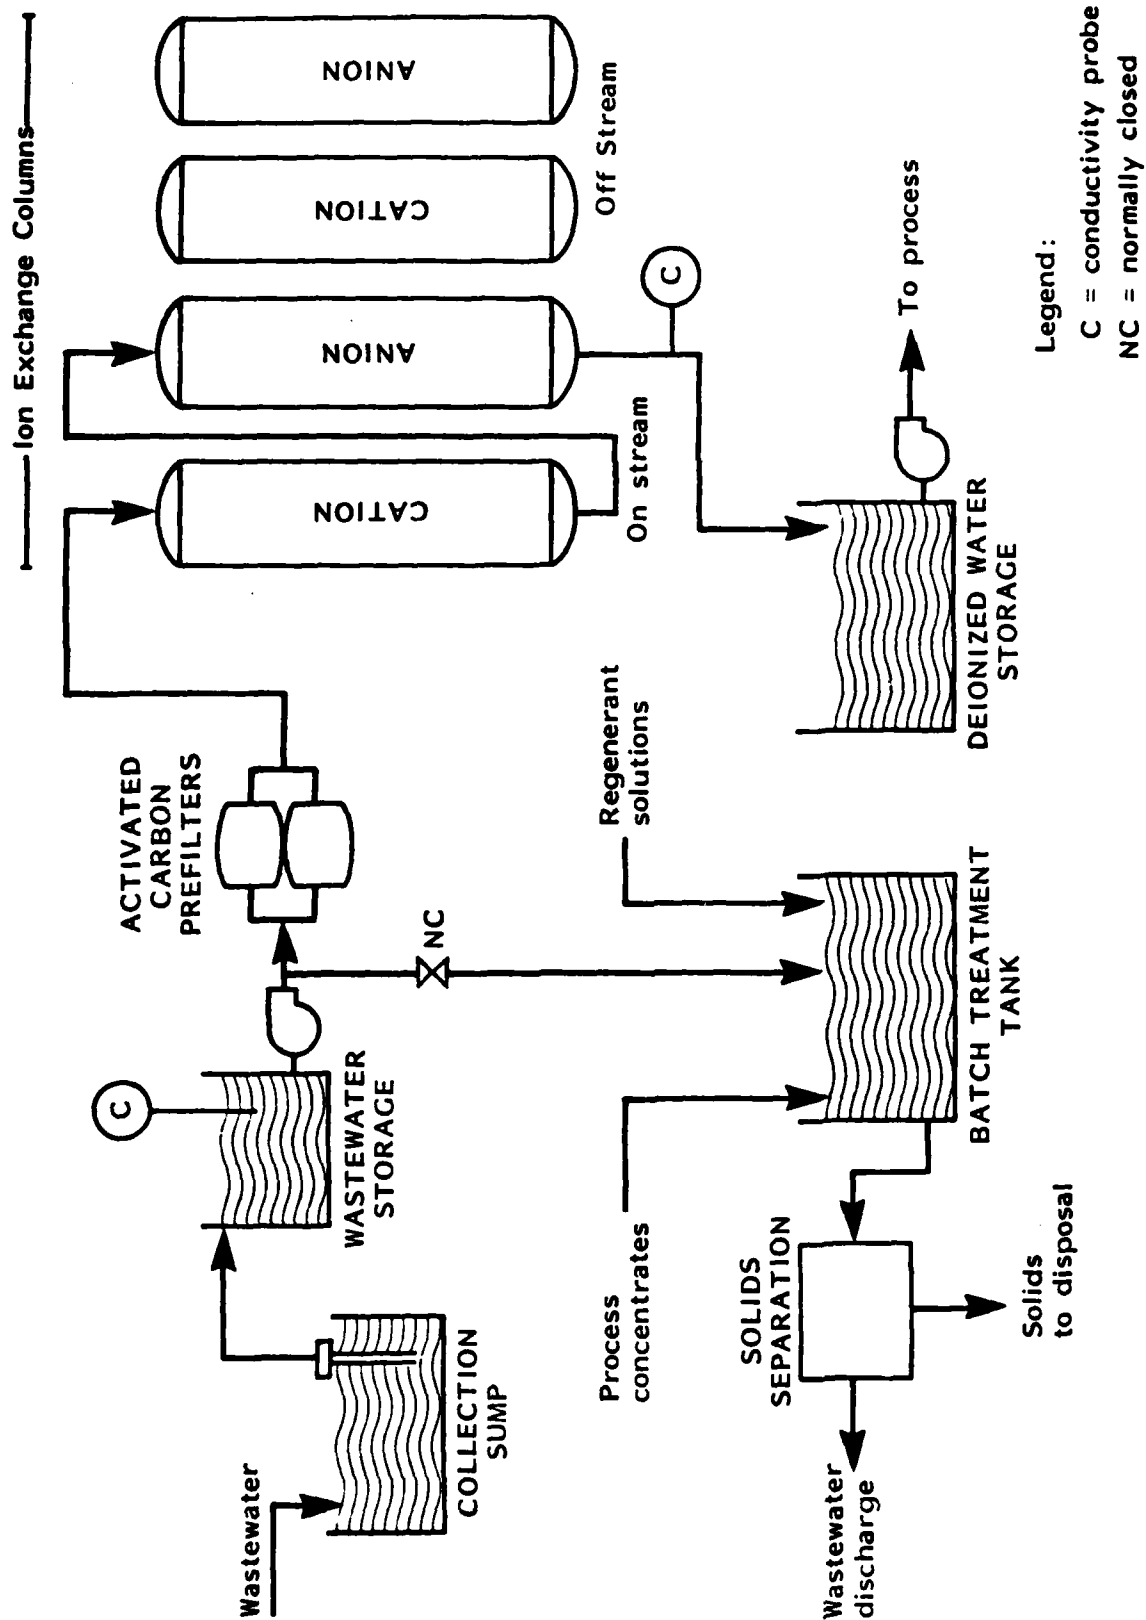 Ion Exchange Columns
ACTIVATED
CARBON
PREFILTERS
CATION
ANION
CATION
ANION
On stream
Off Stream
C
C
NC
Wastewater
COLLECTION
SUMP
WASTEWATER
STORAGE
Process
concentrates
Regenerant
solutions
SOLIDS
SEPARATION
BATCH TREATMENT
TANK
DEIONIZED WATER
STORAGE
To process
Wastewater
discharge
Solids
to disposal
Legend:
C = conductivity probe
NC = normally closed